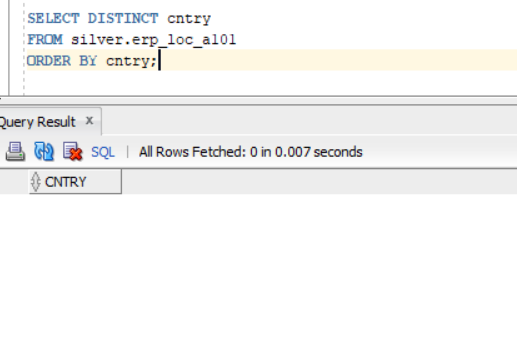 SELECT DISTINCT cntry
FROM silver.erp_loc_a101
ORDER BY cntry;
Query Result x
SQL | All Rows Fetched: 0 in 0.007 seconds
CNTRY